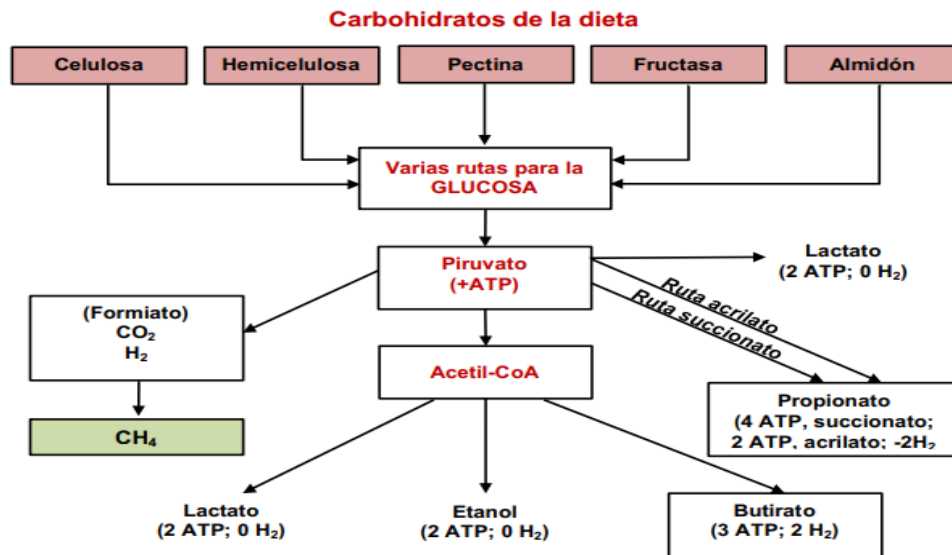 Carbohidratos de la dieta
Celulosa
Hemicelulosa
Pectina
Fructasa
Almidón
Varias rutas para la
GLUCOSA
Piruvato
(+ATP)
Lactato
(2 ATP; 0 H₂)
Ruta acrilato
Ruta succionato
(Formiato)
CO₂
H₂
Acetil-CoA
Propionato
(4 ATP, succionato;
2 ATP, acrilato; -2H₂
CH₄
Lactato
(2 ATP; 0 H₂)
Etanol
(2 ATP; 0 H₂)
Butirato
(3 ATP; 2 H₂)